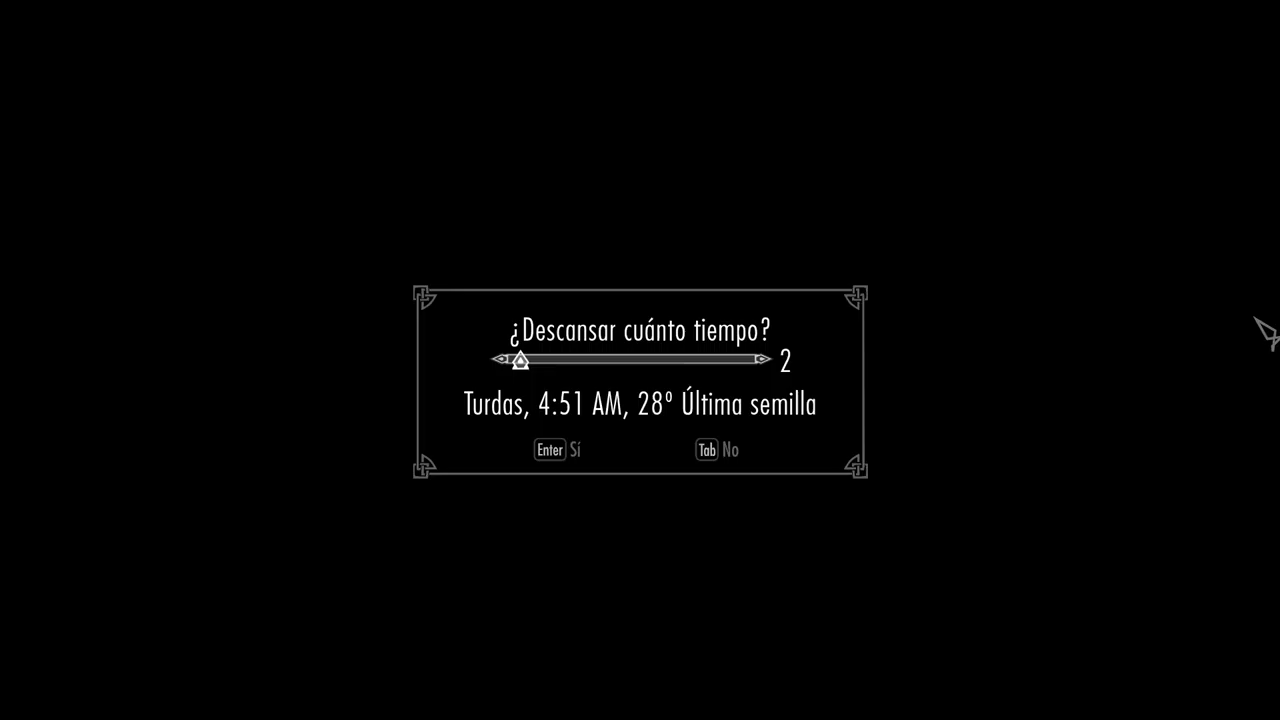 ¿Descansar cuánto tiempo?
2
Turdas, 4:51 AM, 28º Última semilla
Enter Sí Tab No